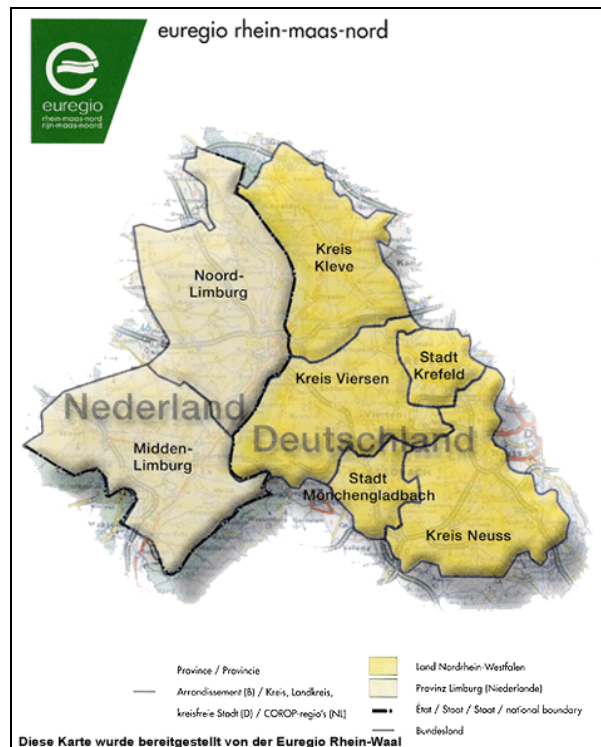 euregio rhein-maas-nord
euregio
rhein-maas-nord
rijn-maas-noord
Kreis
Kleve
Noord-
Limburg
Stadt
Krefeld
Kreis Viersen
Nederland
Deutschland
Midden-
Limburg
Stadt
Mönchengladbach
Kreis Neuss
Province / Provincie
Arrondissement (B) / Kreis, Landkreis,
kreisfreie Stadt (D) / COROP-regio's (NL)
Land Nordrhein-Westfalen
Provinz Limburg (Niederlande)
État / Staat / Staat / national boundary
Bundesland
Diese Karte wurde bereitgestellt von der Euregio Rhein-Waal